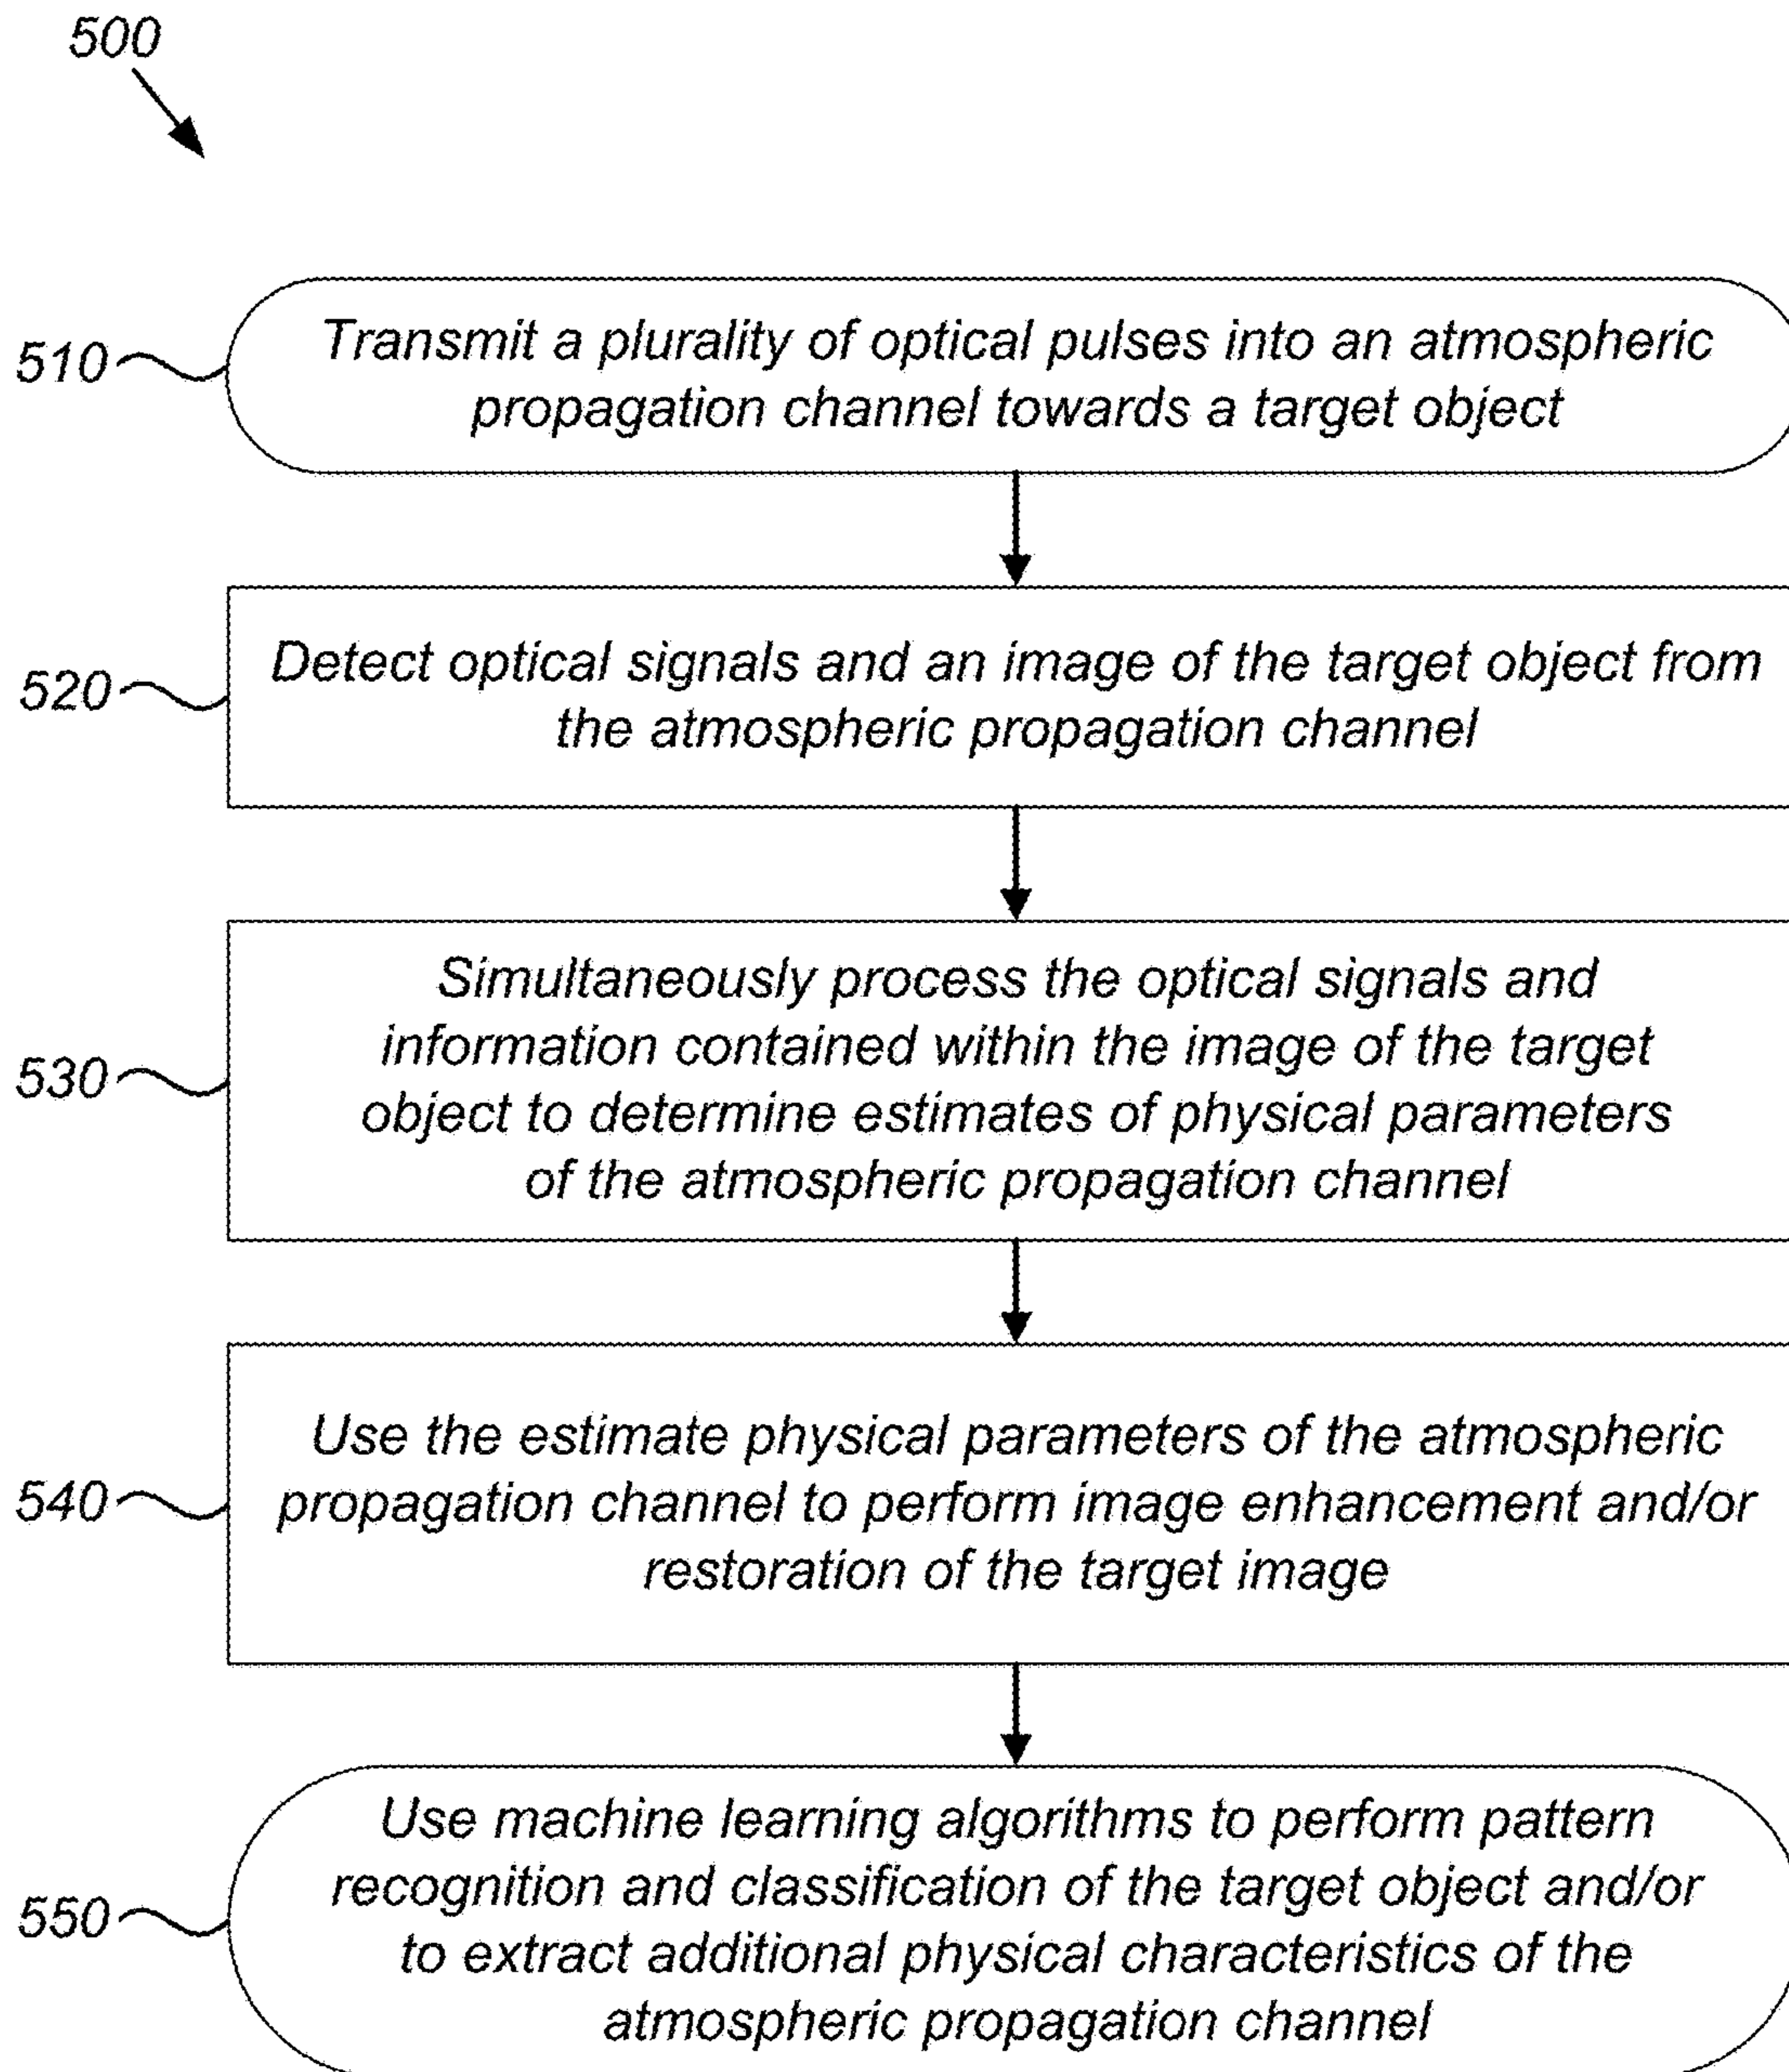 500
510
Transmit a plurality of optical pulses into an atmospheric
propagation channel towards a target object
520
Detect optical signals and an image of the target object from
the atmospheric propagation channel
530
Simultaneously process the optical signals and
information contained within the image of the target
object to determine estimates of physical parameters
of the atmospheric propagation channel
540
Use the estimate physical parameters of the atmospheric
propagation channel to perform image enhancement and/or
restoration of the target image
550
Use machine learning algorithms to perform pattern
recognition and classification of the target object and/or
to extract additional physical characteristics of the
atmospheric propagation channel